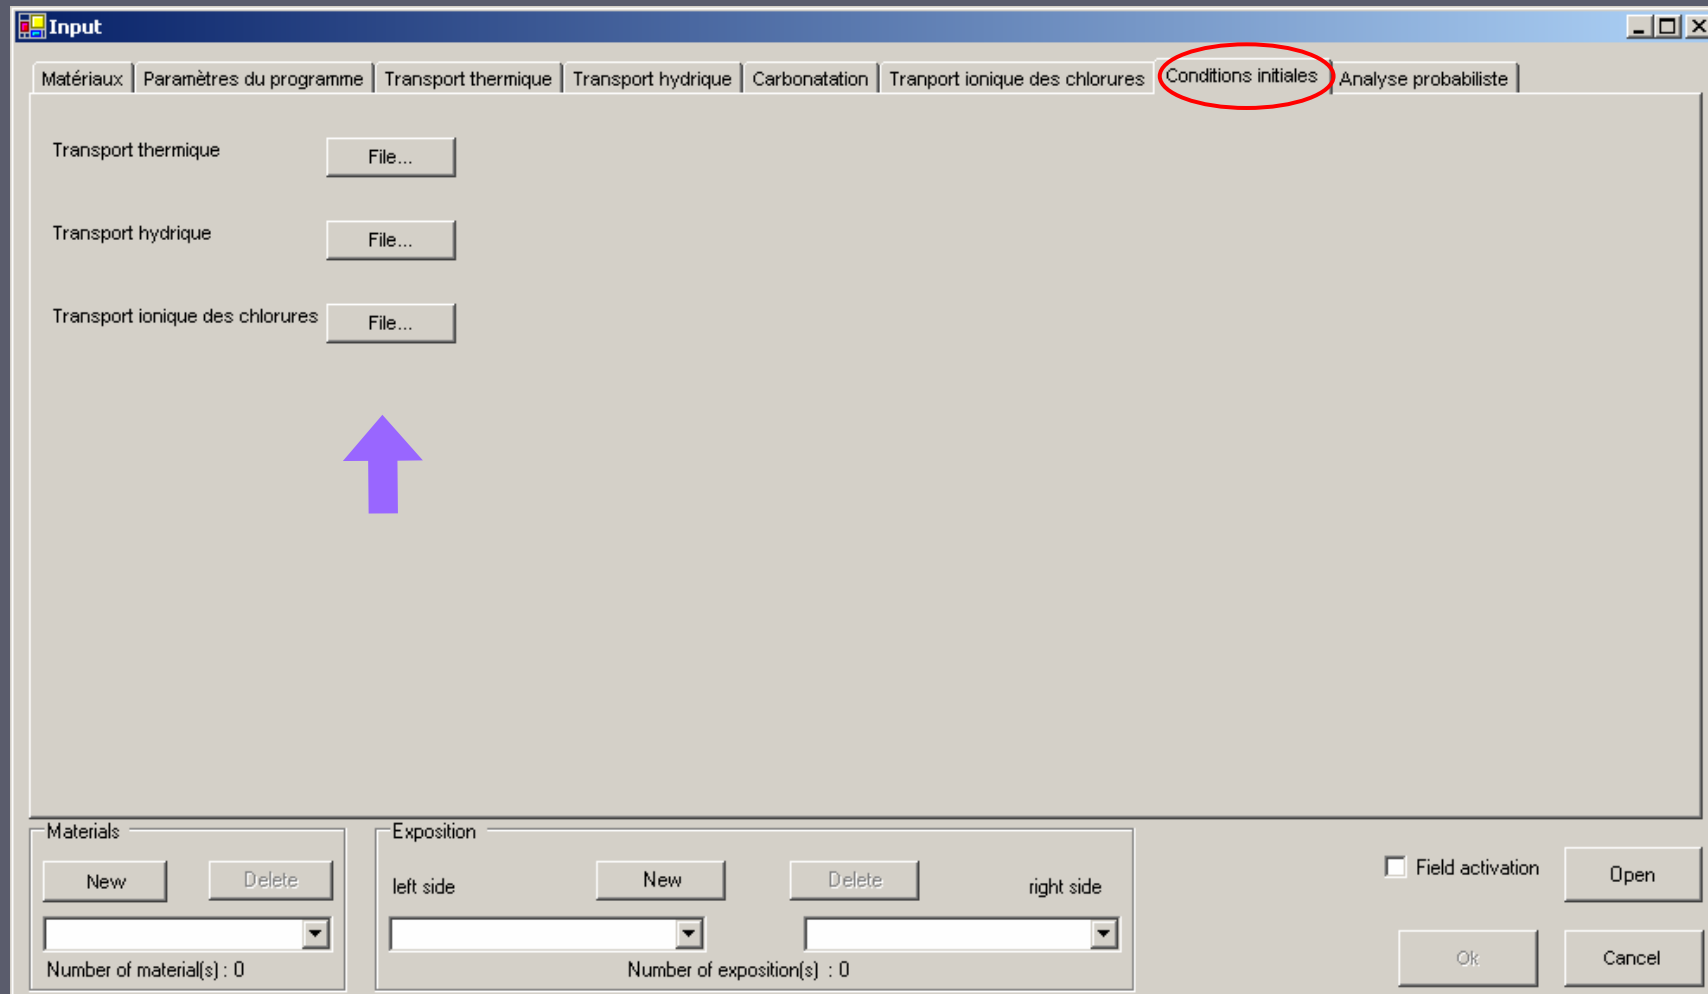 Input
Matériaux
Paramètres du programme
Transport thermique
Transport hydrique
Carbonatation
Tranport ionique des chlorures
Conditions initiales
Analyse probabiliste
Transport thermique
File...
Transport hydrique
File...
Transport ionique des chlorures
File...
Materials
New
Delete
Number of material(s) : 0
Exposition
left side
New
Delete
right side
Number of exposition(s) : 0
Field activation
Open
Ok
Cancel